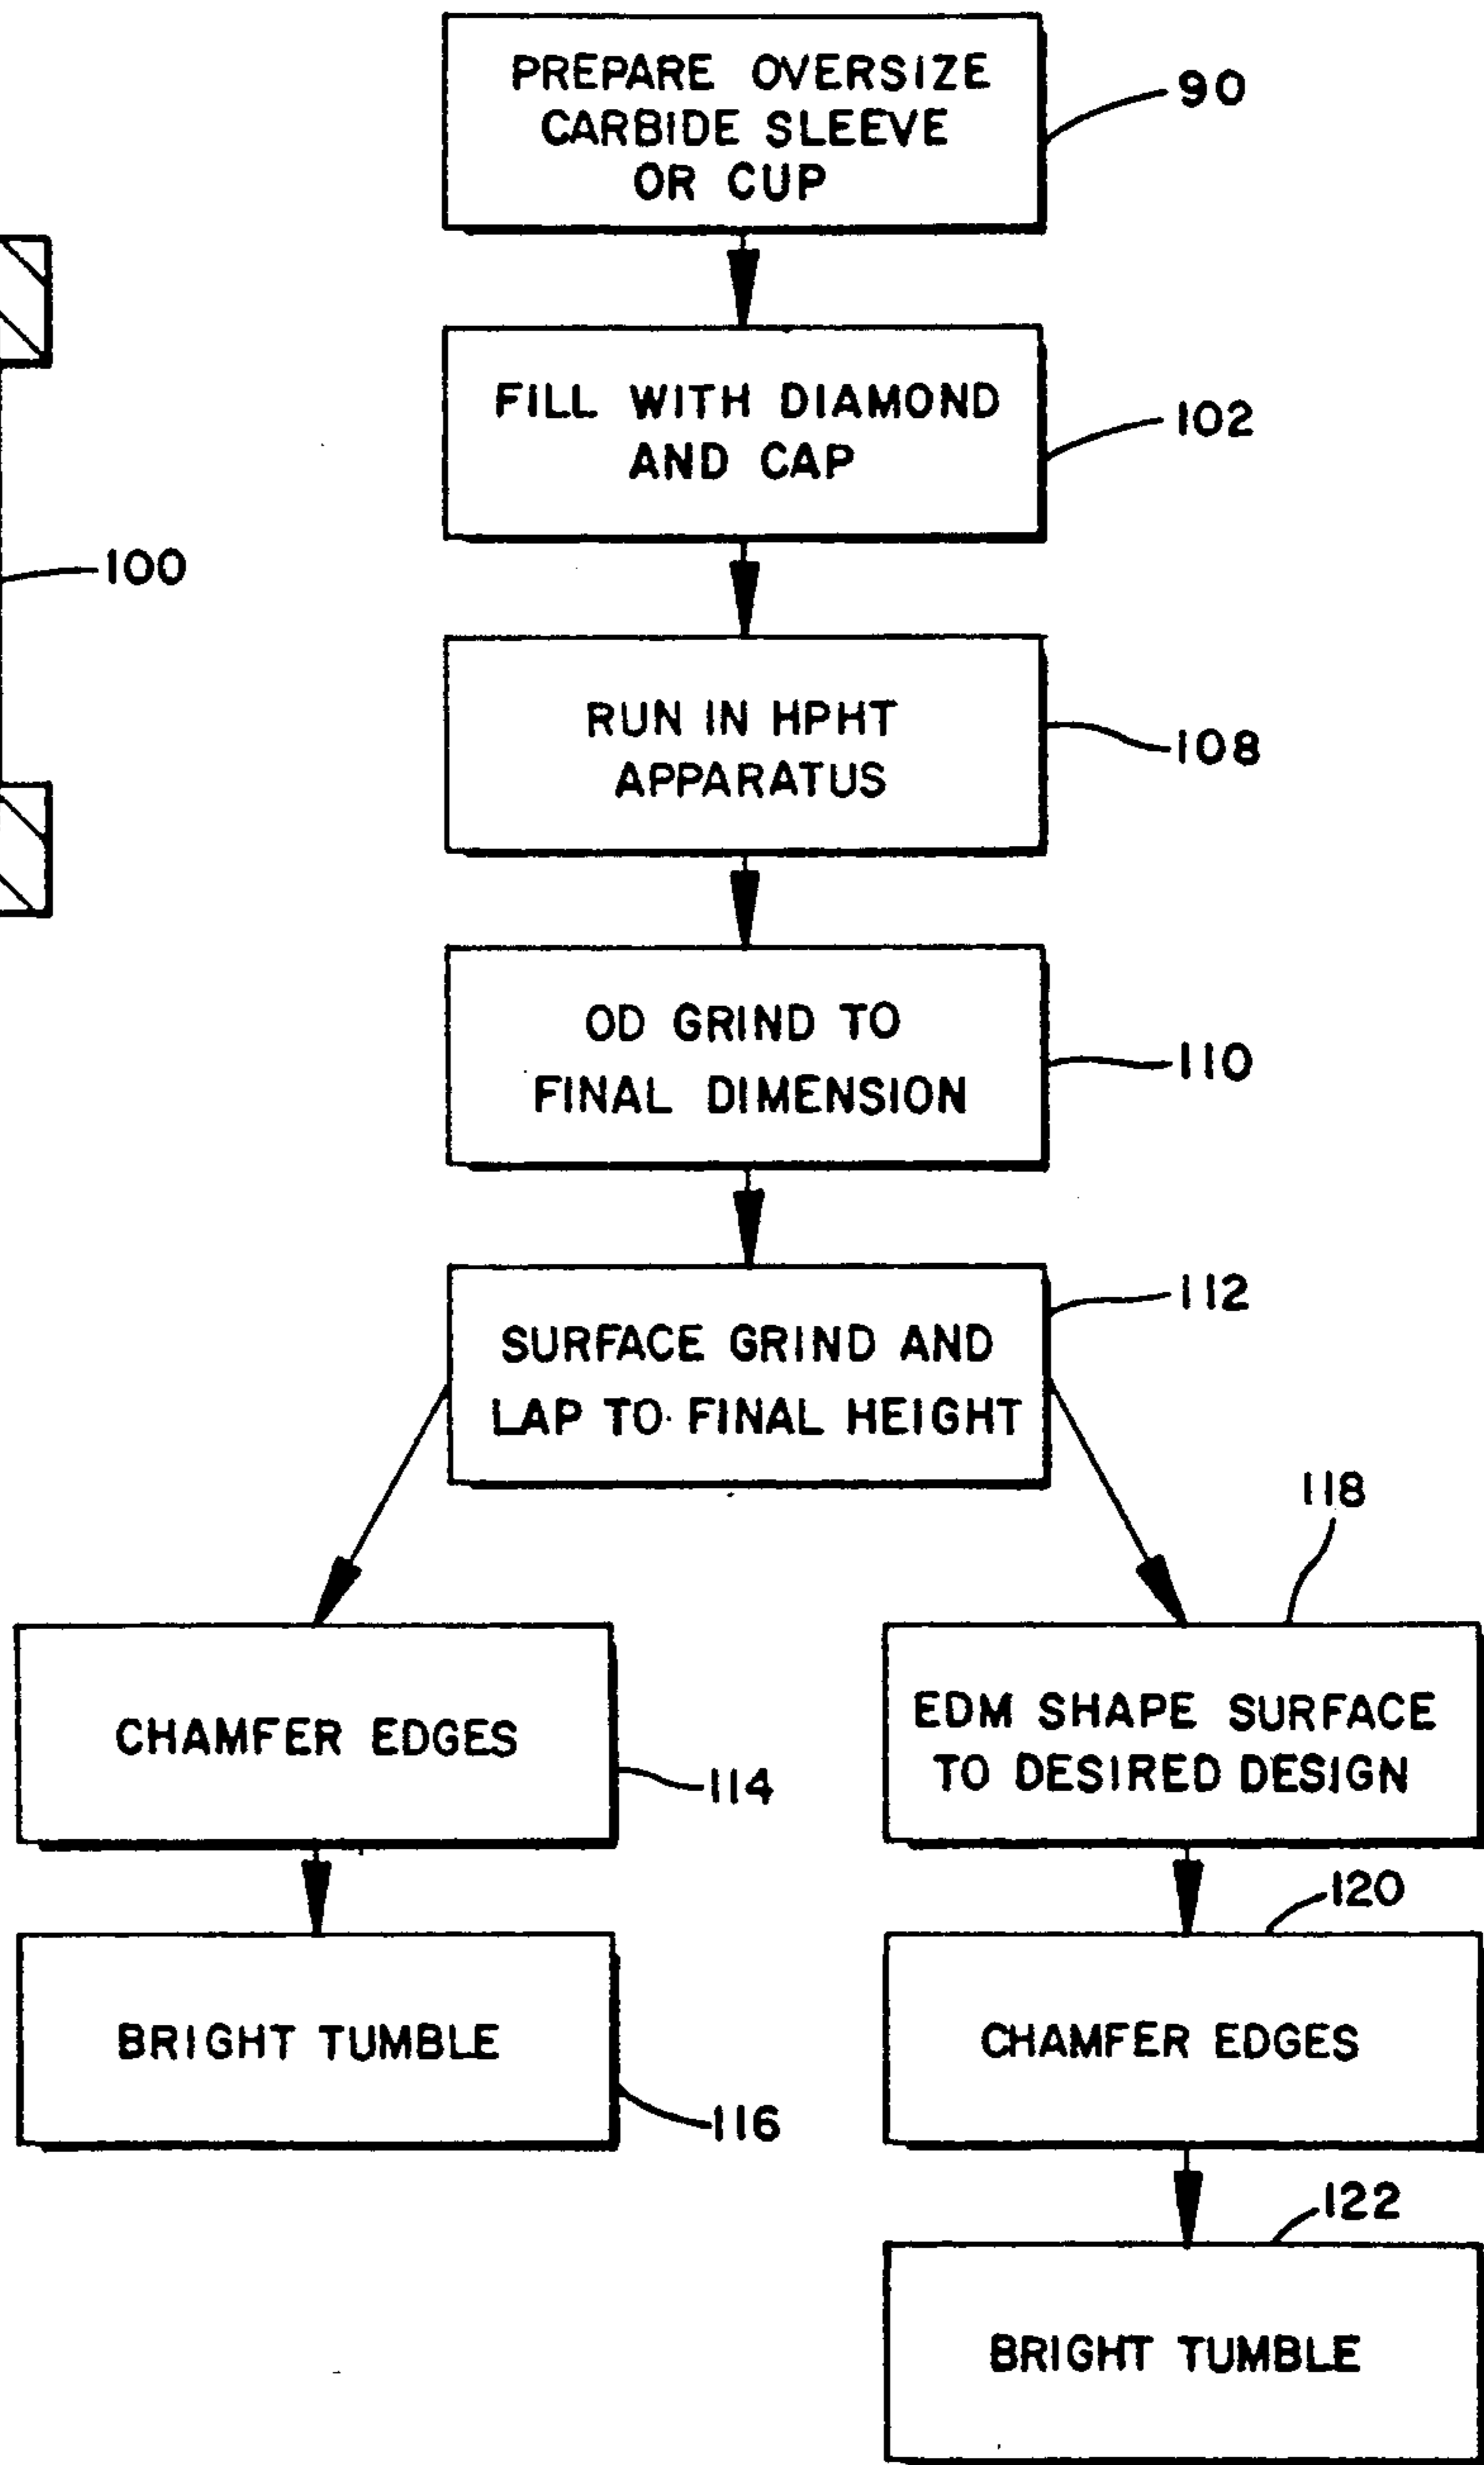 PREPARE OVERSIZE
CARBIDE SLEEVE
OR CUP
90
FILL WITH DIAMOND
AND CAP
102
100
RUN IN HPHT
APPARATUS
108
OD GRIND TO
FINAL DIMENSION
110
SURFACE GRIND AND
LAP TO FINAL HEIGHT
112
118
CHAMFER EDGES
114
EDM SHAPE SURFACE
TO DESIRED DESIGN
120
BRIGHT TUMBLE
116
CHAMFER EDGES
122
BRIGHT TUMBLE